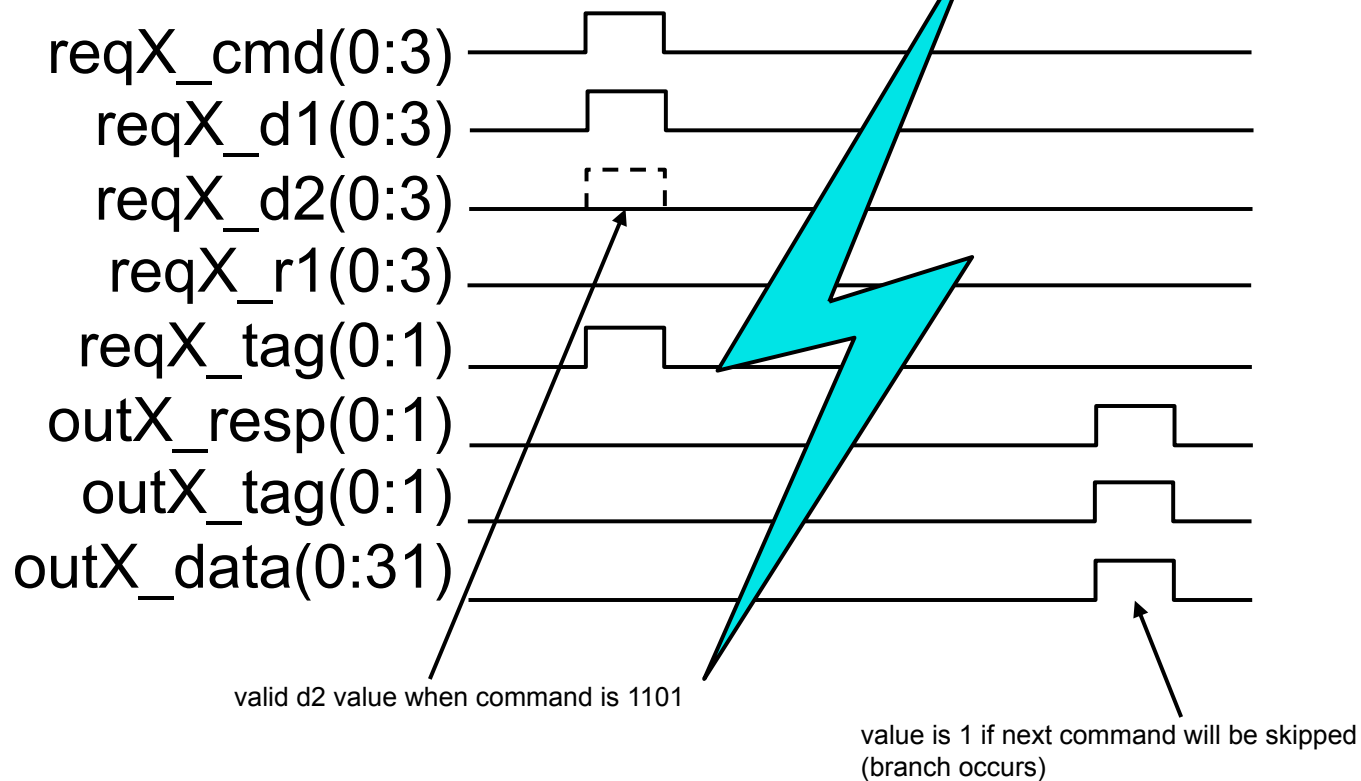 reqX_cmd(0:3)
reqX_d1(0:3)
reqX_d2(0:3)
reqX_r1(0:3)
reqX_tag(0:1)
outX_resp(0:1)
outX_tag(0:1)
outX_data(0:31)
valid d2 value when command is 1101
value is 1 if next command will be skipped
(branch occurs)